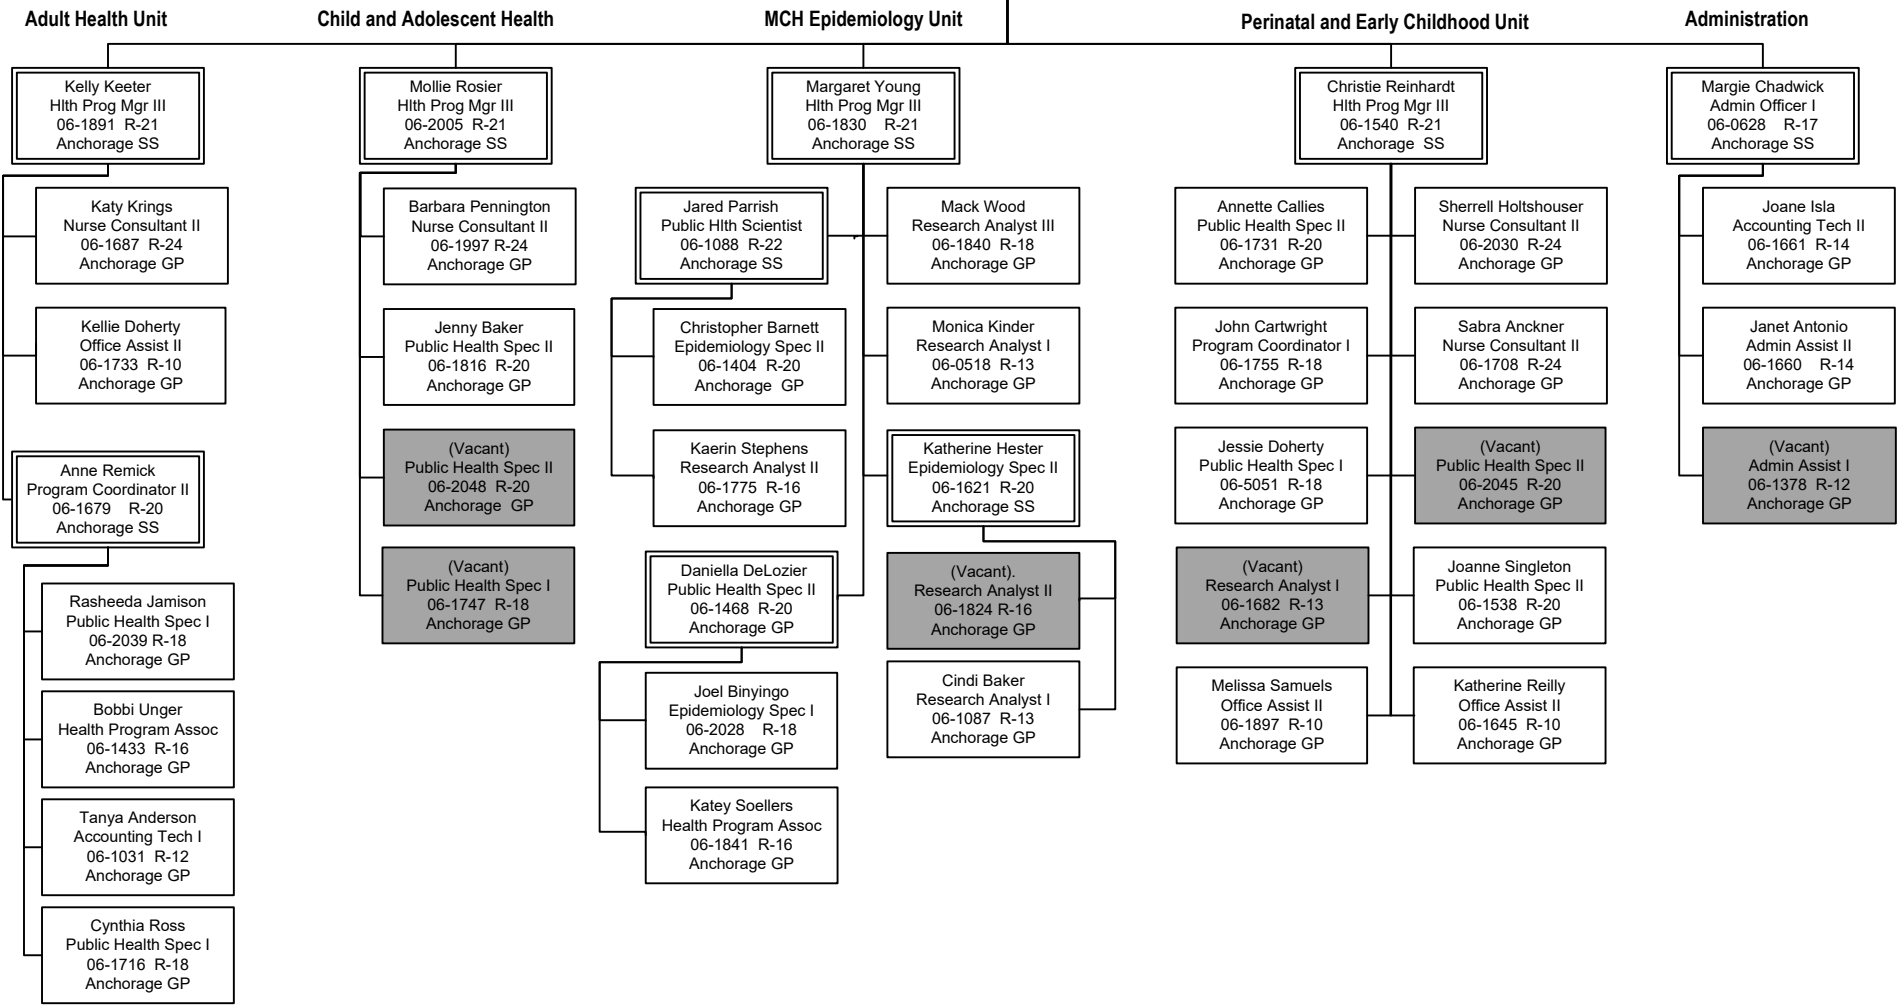 Adult Health Unit
Kelly Keeter
Hlth Prog Mgr III
06-1891 R-21
Anchorage SS
Katy Krings
Nurse Consultant II
06-1687 R-24
Anchorage GP
Kellie Doherty
Office Assist II
06-1733 R-10
Anchorage GP
Anne Remick
Program Coordinator II
06-1679 R-20
Anchorage SS
Rasheeda Jamison
Public Health Spec I
06-2039 R-18
Anchorage GP
Bobbi Unger
Health Program Assoc
06-1433 R-16
Anchorage GP
Tanya Anderson
Accounting Tech I
06-1031 R-12
Anchorage GP
Cynthia Ross
Public Health Spec I
06-1716 R-18
Anchorage GP
Child and Adolescent Health
Mollie Rosier
Hlth Prog Mgr III
06-2005 R-21
Anchorage SS
Barbara Pennington
Nurse Consultant II
06-1997 R-24
Anchorage GP
Jenny Baker
Public Health Spec II
06-1816 R-20
Anchorage GP
(Vacant)
Public Health Spec II
06-2048 R-20
Anchorage GP
(Vacant)
Public Health Spec I
06-1747 R-18
Anchorage GP
MCH Epidemiology Unit
Margaret Young
Hlth Prog Mgr III
06-1830 R-21
Anchorage SS
Jared Parrish
Public Hlth Scientist
06-1088 R-22
Anchorage SS
Christopher Barnett
Epidemiology Spec II
06-1404 R-20
Anchorage GP
Kaerin Stephens
Research Analyst II
06-1775 R-16
Anchorage GP
Daniella DeLozier
Public Health Spec II
06-1468 R-20
Anchorage GP
Joel Binyingo
Epidemiology Spec I
06-2028 R-18
Anchorage GP
Katey Soellers
Health Program Assoc
06-1841 R-16
Anchorage GP
Mack Wood
Research Analyst III
06-1840 R-18
Anchorage GP
Monica Kinder
Research Analyst I
06-0518 R-13
Anchorage GP
Katherine Hester
Epidemiology Spec II
06-1621 R-20
Anchorage SS
(Vacant).
Research Analyst II
06-1824 R-16
Anchorage GP
Cindi Baker
Research Analyst I
06-1087 R-13
Anchorage GP
Perinatal and Early Childhood Unit
Christie Reinhardt
Hlth Prog Mgr III
06-1540 R-21
Anchorage SS
Annette Callies
Public Health Spec II
06-1731 R-20
Anchorage GP
John Cartwright
Program Coordinator I
06-1755 R-18
Anchorage GP
Jessie Doherty
Public Health Spec I
06-5051 R-18
Anchorage GP
(Vacant)
Research Analyst I
06-1682 R-13
Anchorage GP
Melissa Samuels
Office Assist II
06-1897 R-10
Anchorage GP
Sherrell Holtshouser
Nurse Consultant II
06-2030 R-24
Anchorage GP
Sabra Anckner
Nurse Consultant II
06-1708 R-24
Anchorage GP
(Vacant)
Public Health Spec II
06-2045 R-20
Anchorage GP
Joanne Singleton
Public Health Spec II
06-1538 R-20
Anchorage GP
Katherine Reilly
Office Assist II
06-1645 R-10
Anchorage GP
Administration
Margie Chadwick
Admin Officer I
06-0628 R-17
Anchorage SS
Joane Isla
Accounting Tech II
06-1661 R-14
Anchorage GP
Janet Antonio
Admin Assist II
06-1660 R-14
Anchorage GP
(Vacant)
Admin Assist I
06-1378 R-12
Anchorage GP